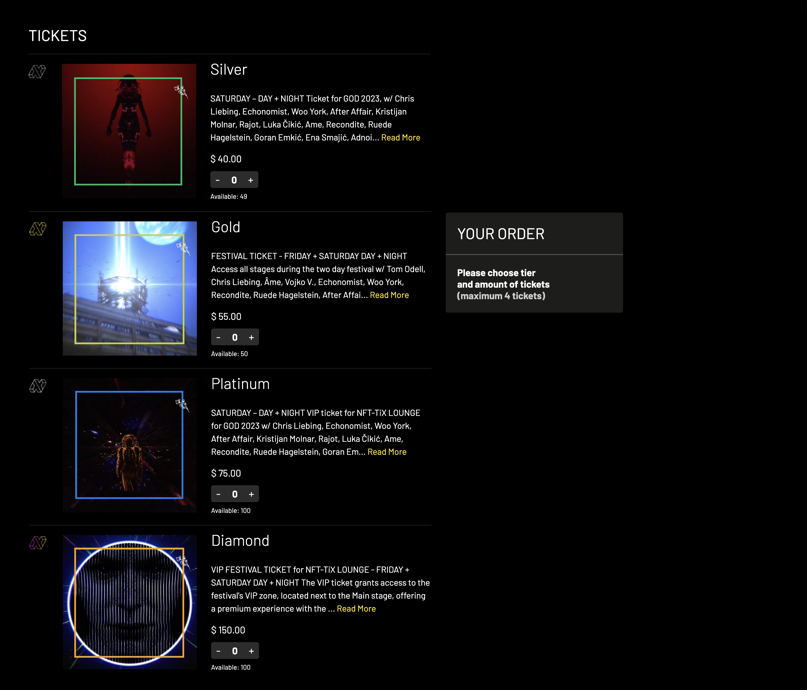 TICKETS
Silver
SATURDAY – DAY + NIGHT Ticket for GOD 2023, w/ Chris
Liebing, Echonomist, Woo York, After Affair, Kristijan
Molnar, Rajot, Luka Čikić, Ame, Recondite, Ruede
Hagelstein, Goran Emkić, Ena Smajić, Adnoi... Read More
$ 40.00
- 0 +
Available: 49
Gold
FESTIVAL TICKET - FRIDAY + SATURDAY DAY + NIGHT
Access all stages during the two day festival w/ Tom Odell,
Chris Liebing, Âme, Vojko V., Echonomist, Woo York,
Recondite, Ruede Hagelstein, After Affai... Read More
$ 55.00
- 0 +
Available: 50
YOUR ORDER
Please choose tier
and amount of tickets
(maximum 4 tickets)
Platinum
SATURDAY – DAY + NIGHT VIP ticket for NFT-TiX LOUNGE
for GOD 2023 w/ Chris Liebing, Echonomist, Woo York,
After Affair, Kristijan Molnar, Rajot, Luka Čikić, Ame,
Recondite, Ruede Hagelstein, Goran Em... Read More
$ 75.00
- 0 +
Available: 100
Diamond
VIP FESTIVAL TICKET for NFT-TiX LOUNGE - FRIDAY +
SATURDAY DAY + NIGHT The VIP ticket grants access to the
festival's VIP zone, located next to the Main stage, offering
a premium experience with the ... Read More
$ 150.00
- 0 +
Available: 100